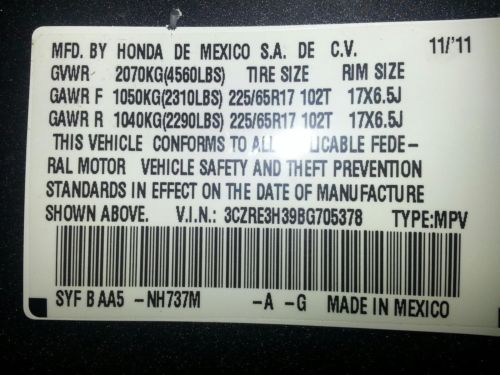 MFD. BY HONDA DE MEXICO S.A. DE C.V. 11/'11
GVWR 2070KG(4560LBS) TIRE SIZE RIM SIZE
GAWR F 1050KG(2310LBS) 225/65R17 102T 17X6.5J
GAWR R 1040KG(2290LBS) 225/65R17 102T 17X6.5J
THIS VEHICLE CONFORMS TO ALL LICABLE FEDE-
RAL MOTOR VEHICLE SAFETY AND THEFT PREVENTION
STANDARDS IN EFFECT ON THE DATE OF MANUFACTURE
SHOWN ABOVE. V.I.N.: 3CZRE3H39BG705378 TYPE:MPV
SYF B AA5 -NH737M -A -G MADE IN MEXICO